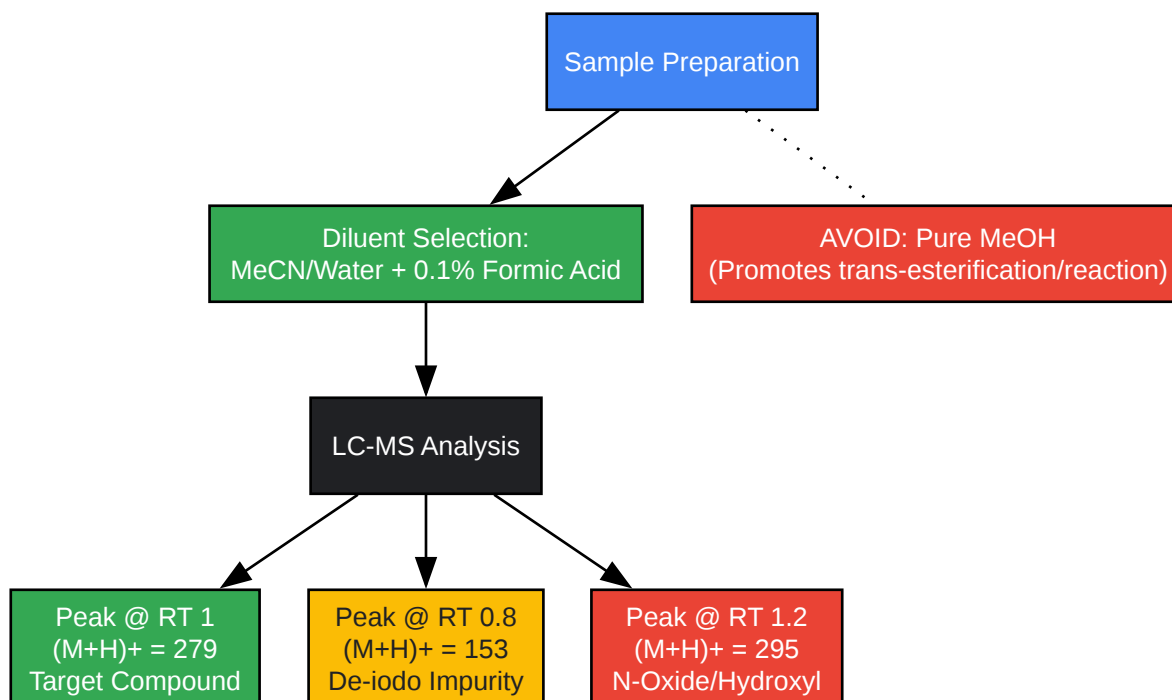 Sample Preparation
Diluent Selection:
MeCN/Water + 0.1% Formic Acid
AVOID: Pure MeOH
(Promotes trans-esterification/reaction)
LC-MS Analysis
Peak @ RT 1
(M+H)+ = 279
Target Compound
Peak @ RT 0.8
(M+H)+ = 153
De-iodo Impurity
Peak @ RT 1.2
(M+H)+ = 295
N-Oxide/Hydroxyl